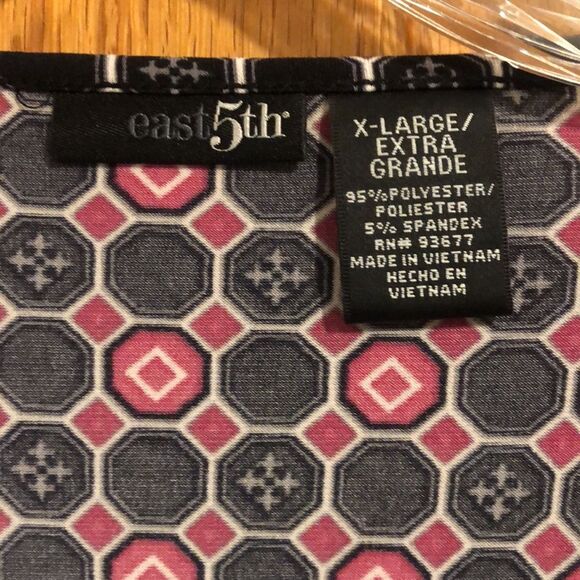 east5th
X-LARGE/
EXTRA
GRANDE
95%POLYESTER/
POLIESTER
5% SPANDEX
RN# 93677
MADE IN VIETNAM
HECHO EN
VIETNAM